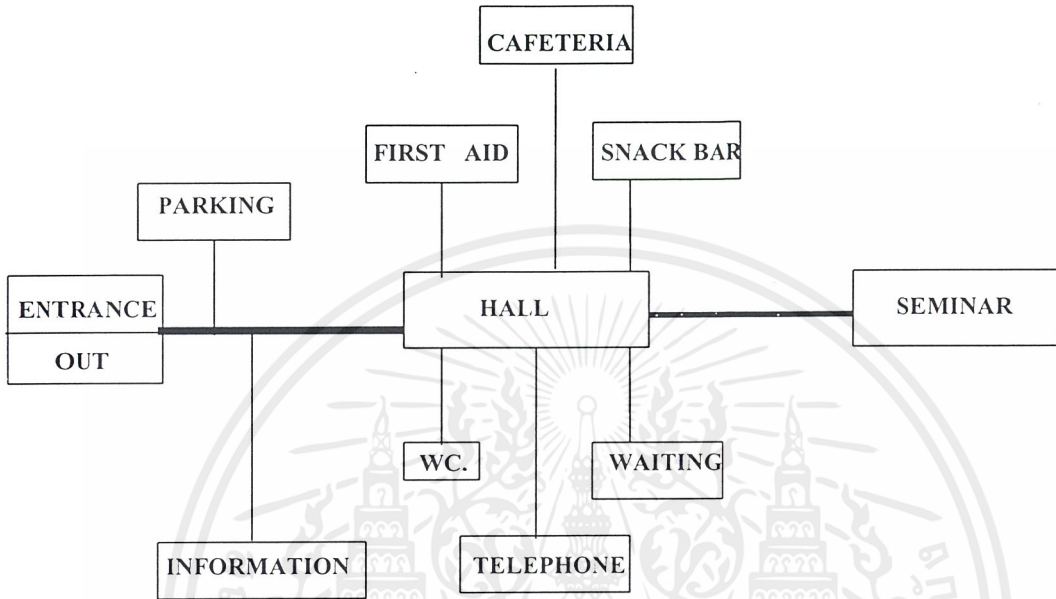 CAFETERIA
FIRST AID
SNACK BAR
PARKING
ENTRANCE
OUT
HALL
SEMINAR
WC.
WAITING
INFORMATION
TELEPHONE